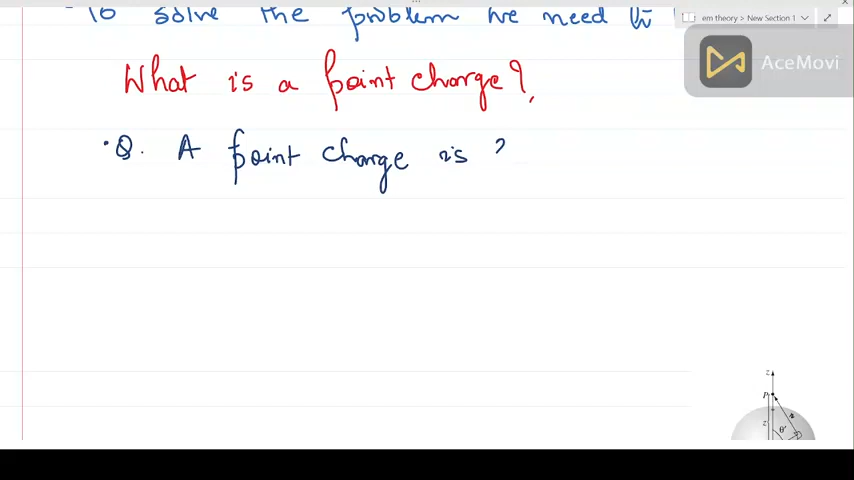 To solve the problem we need to
em theory > New Section 1
AceMovi
What is a point charge?
Q. A point charge is ?
z
P
z
θ'